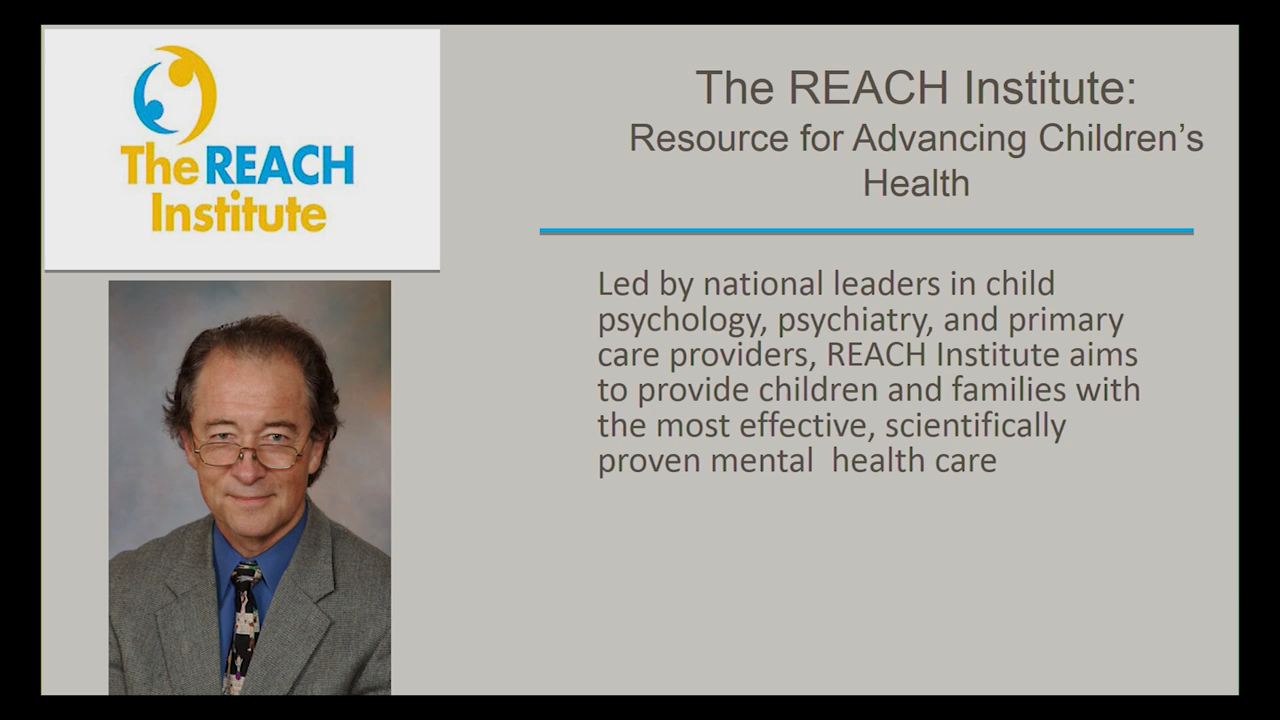 The REACH
Institute
The REACH Institute:
Resource for Advancing Children’s
Health
Led by national leaders in child
psychology, psychiatry, and primary
care providers, REACH Institute aims
to provide children and families with
the most effective, scientifically
proven mental  health care